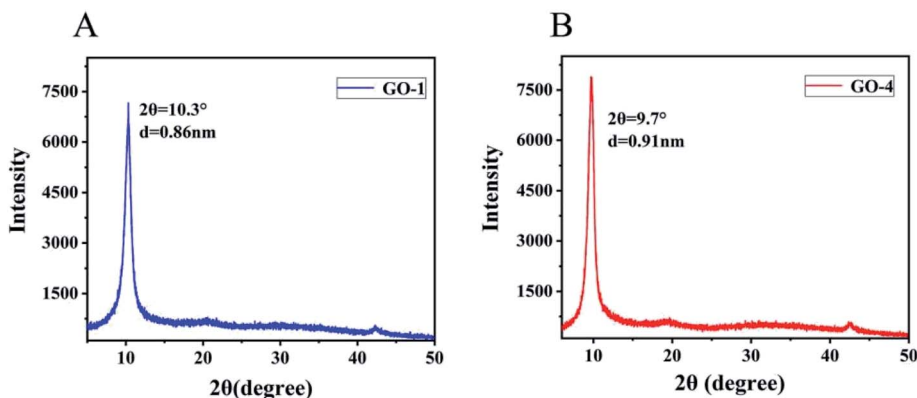 A
B
GO-1
2θ=10.3°
d=0.86nm
Intensity
7500
6000
4500
3000
1500
10
20
30
40
50
2θ(degree)
GO-4
2θ=9.7°
d=0.91nm
Intensity
7500
6000
4500
3000
1500
10
20
30
40
50
2θ (degree)